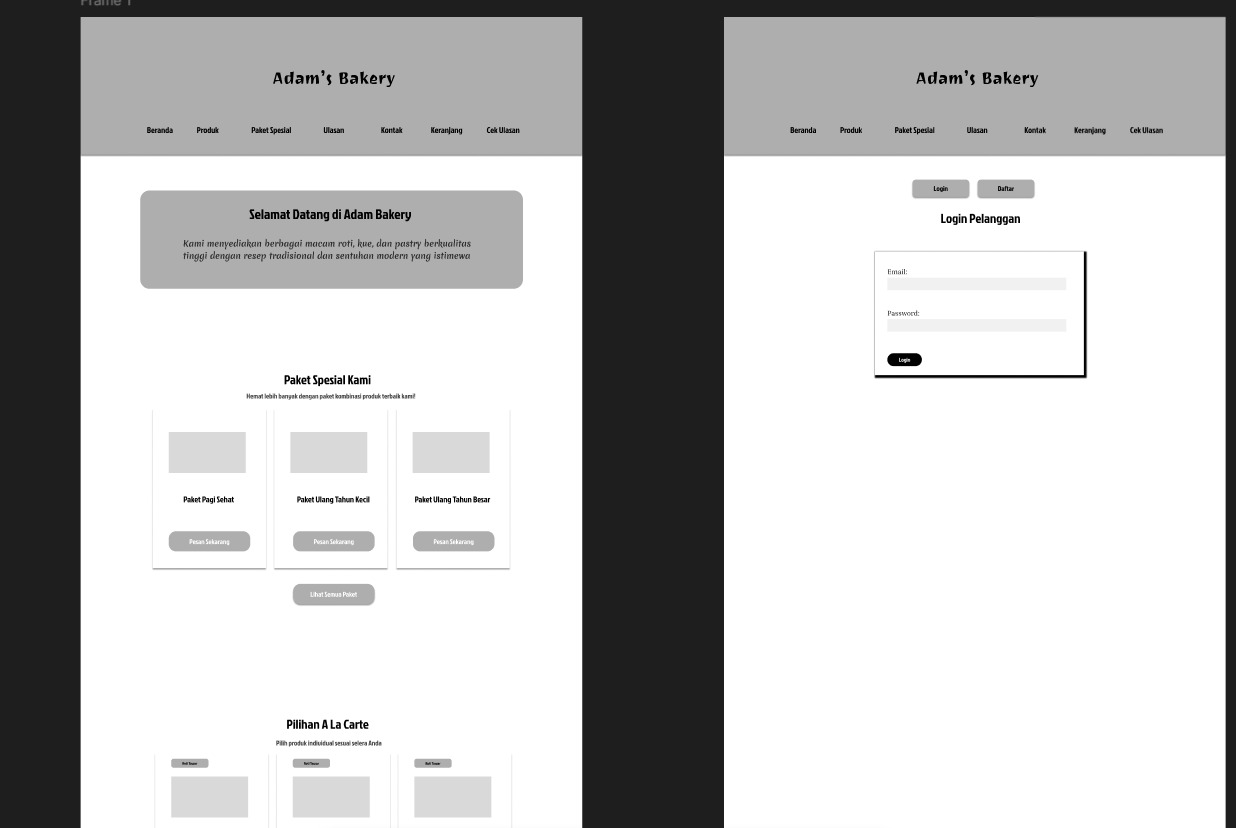 Frame 1
Adam's Bakery
Beranda Produk Paket Spesial Ulasan Kontak Keranjang Cek Ulasan
Selamat Datang di Adam Bakery
Kami menyediakan berbagai macam roti, kue, dan pastry berkualitas
tinggi dengan resep tradisional dan sentuhan modern yang istimewa
Paket Spesial Kami
Hemat lebih banyak dengan paket kombinasi produk terbaik kami!
Paket Pagi Sehat Paket Ulang Tahun Kecil Paket Ulang Tahun Besar
Pesan Sekarang Pesan Sekarang Pesan Sekarang
Lihat Semua Paket
Pilihan A La Carte
Pilih produk individual sesuai selera Anda
Adam's Bakery
Beranda Produk Paket Spesial Ulasan Kontak Keranjang Cek Ulasan
Login Daftar
Login Pelanggan
Email:
Password:
Login